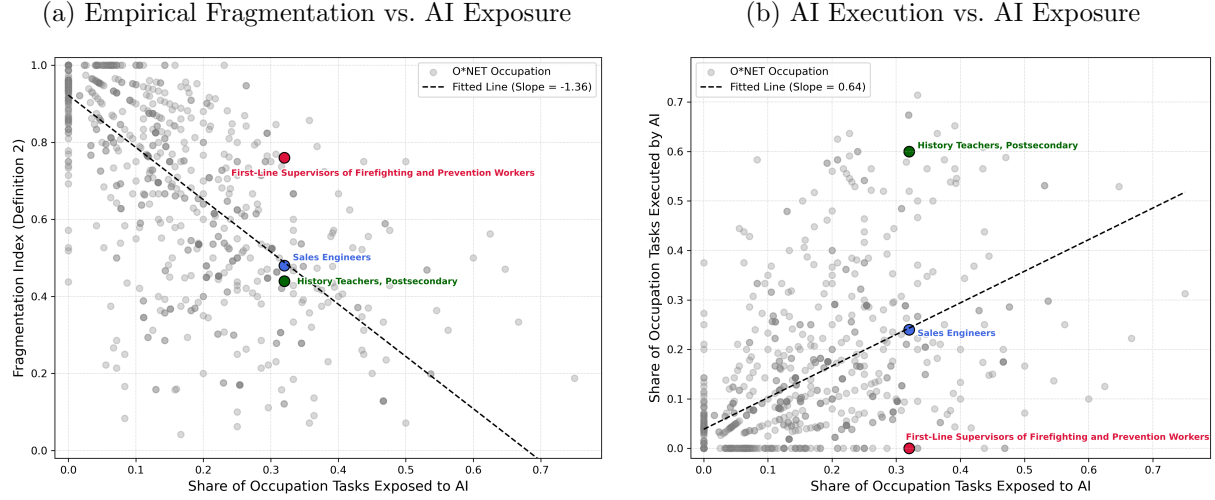 (a) Empirical Fragmentation vs. AI Exposure
1.0
0.8
0.6
0.4
0.2
0.0
Fragmentation Index (Definition 2)
O*NET Occupation
Fitted Line (Slope = -1.36)
First-Line Supervisors of Firefighting and Prevention Workers
Sales Engineers
History Teachers, Postsecondary
0.0 0.1 0.2 0.3 0.4 0.5 0.6 0.7
Share of Occupation Tasks Exposed to AI
(b) AI Execution vs. AI Exposure
0.7
0.6
0.5
0.4
0.3
0.2
0.1
0.0
Share of Occupation Tasks Executed by AI
O*NET Occupation
Fitted Line (Slope = 0.64)
History Teachers, Postsecondary
Sales Engineers
First-Line Supervisors of Firefighting and Prevention Workers
0.0 0.1 0.2 0.3 0.4 0.5 0.6 0.7
Share of Occupation Tasks Exposed to AI